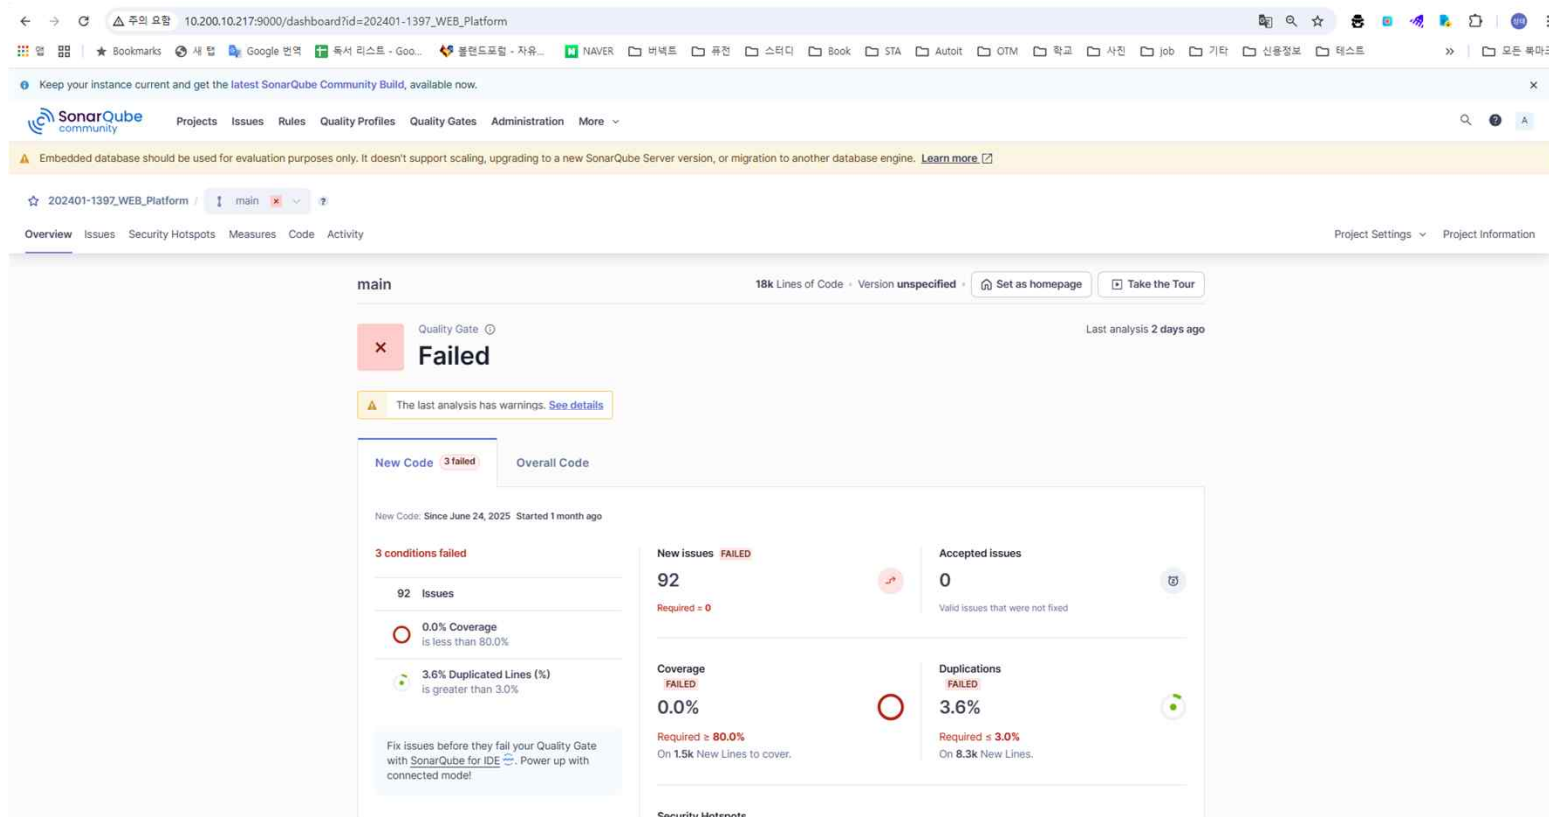 주의 요함 10.200.10.217:9000/dashboard?id=202401-1397_WEB_Platform
앱 Bookmarks 새 탭 Google 번역 독서 리스트 - Goo... 블렌드포럼 - 자유... NAVER 버넥트 퓨전 스터디 Book STA Autoit OTM 학교 사진 job 기타 신용정보 테스트 » 모든 북마크
Keep your instance current and get the latest SonarQube Community Build, available now.
SonarQube community Projects Issues Rules Quality Profiles Quality Gates Administration More A
Embedded database should be used for evaluation purposes only. It doesn't support scaling, upgrading to a new SonarQube Server version, or migration to another database engine. Learn more
202401-1397_WEB_Platform / main
Overview Issues Security Hotspots Measures Code Activity Project Settings Project Information
main 18k Lines of Code • Version unspecified • Set as homepage Take the Tour
Quality Gate
Failed
Last analysis 2 days ago
The last analysis has warnings. See details
New Code 3 failed Overall Code
New Code: Since June 24, 2025 Started 1 month ago
3 conditions failed
92 Issues
0.0% Coverage
is less than 80.0%
3.6% Duplicated Lines (%)
is greater than 3.0%
Fix issues before they fail your Quality Gate
with SonarQube for IDE. Power up with
connected mode!
New issues FAILED
92
Required = 0
Accepted issues
0
Valid issues that were not fixed
Coverage
FAILED
0.0%
Required ≥ 80.0%
On 1.5k New Lines to cover.
Duplications
FAILED
3.6%
Required ≤ 3.0%
On 8.3k New Lines.
Security Hotspots